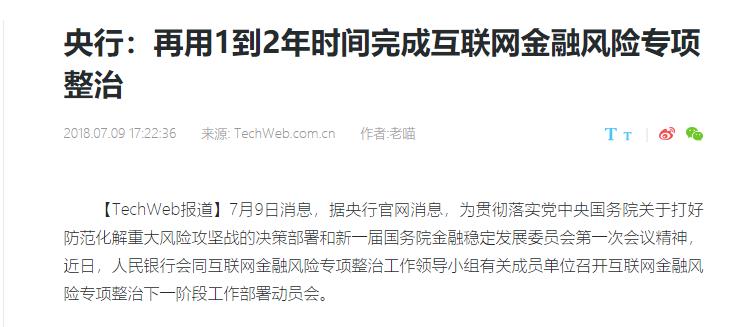 央行：再用1到2年时间完成互联网金融风险专项
整治
2018.07.09 17:22:36 来源: TechWeb.com.cn 作者:老喵 T T
【TechWeb报道】7月9日消息，据央行官网消息，为贯彻落实党中央国务院关于打好
防范化解重大风险攻坚战的决策部署和新一届国务院金融稳定发展委员会第一次会议精神，
近日，人民银行会同互联网金融风险专项整治工作领导小组有关成员单位召开互联网金融风
险专项整治下一阶段工作部署动员会。